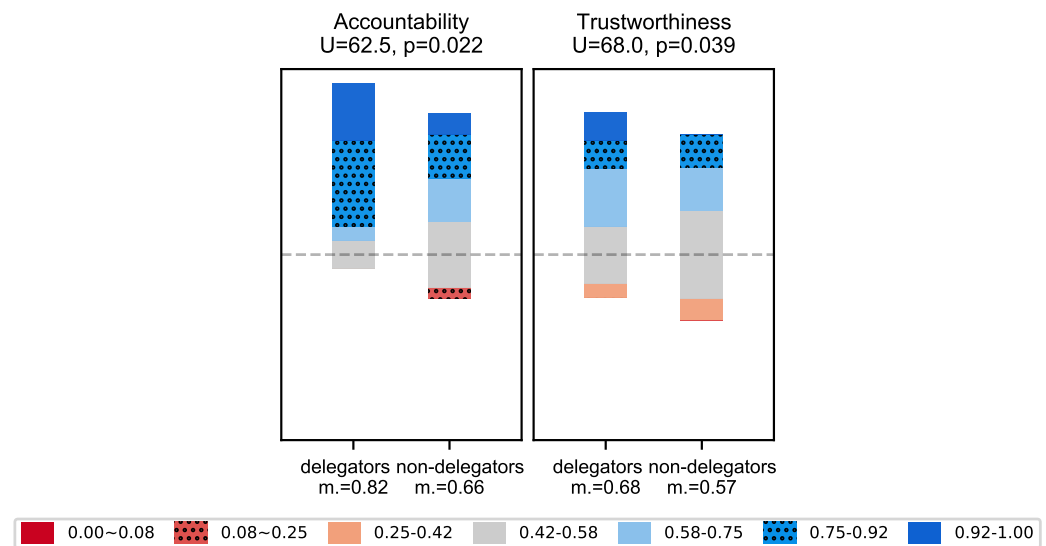 Accountability
U=62.5, p=0.022
Trustworthiness
U=68.0, p=0.039
delegators
m.=0.82
non-delegators
m.=0.66
delegators
m.=0.68
non-delegators
m.=0.57
0.00~0.08
0.08~0.25
0.25-0.42
0.42-0.58
0.58-0.75
0.75-0.92
0.92-1.00